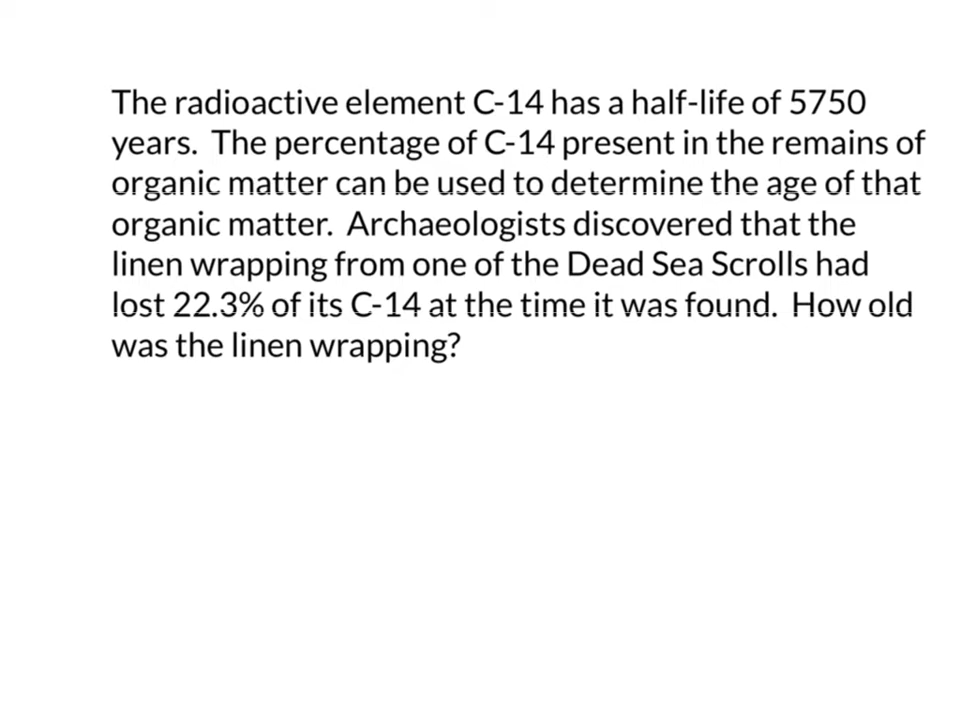 The radioactive element C-14 has a half-life of 5750
years.  The percentage of C-14 present in the remains of
organic matter can be used to determine the age of that
organic matter.  Archaeologists discovered that the
linen wrapping from one of the Dead Sea Scrolls had
lost 22.3% of its C-14 at the time it was found.  How old
was the linen wrapping?